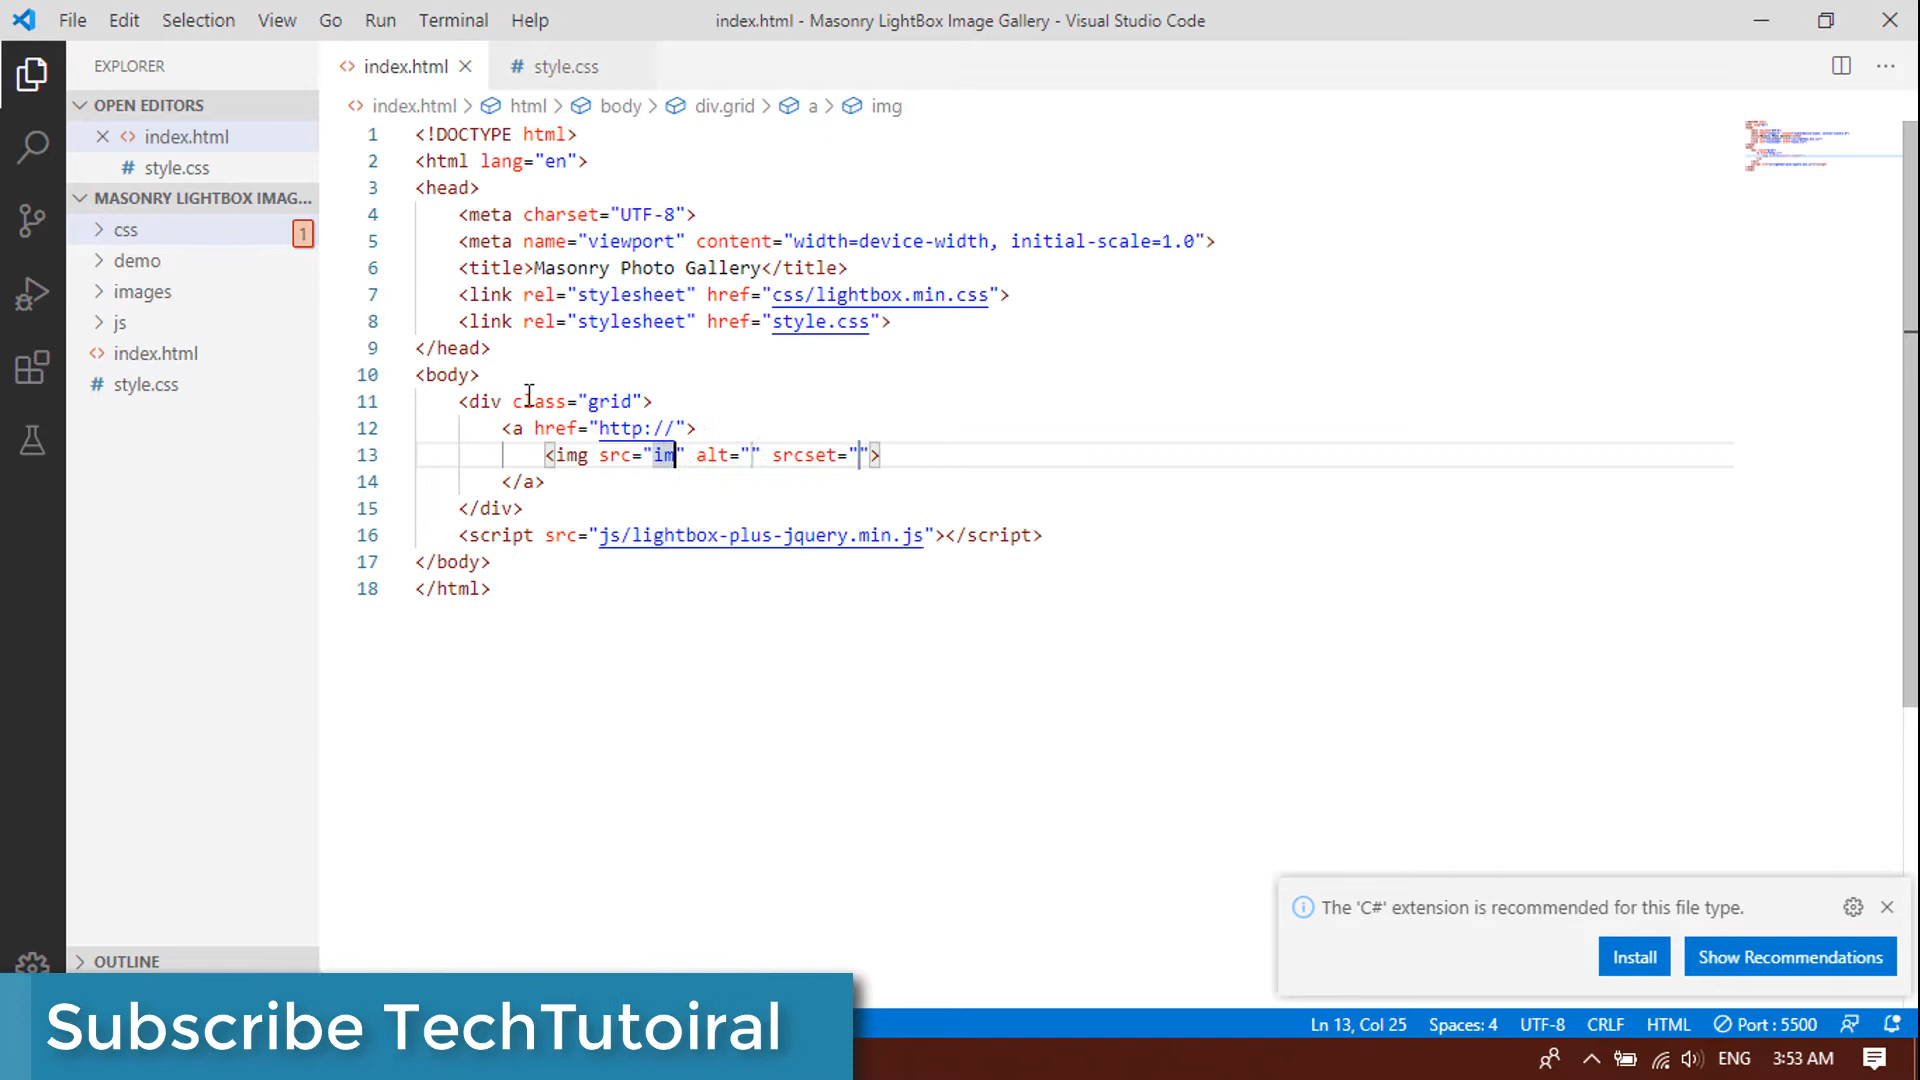 File Edit Selection View Go Run Terminal Help
index.html - Masonry LightBox Image Gallery - Visual Studio Code
EXPLORER
OPEN EDITORS
index.html
style.css
MASONRY LIGHTBOX IMAG...
css 1
demo
images
js
index.html
style.css
OUTLINE
index.html style.css
index.html > html > body > div.grid > a > img
1 <!DOCTYPE html>
2 <html lang="en">
3 <head>
4 <meta charset="UTF-8">
5 <meta name="viewport" content="width=device-width, initial-scale=1.0">
6 <title>Masonry Photo Gallery</title>
7 <link rel="stylesheet" href="css/lightbox.min.css">
8 <link rel="stylesheet" href="style.css">
9 </head>
10 <body>
11 <div class="grid">
12 <a href="http://">
13 <img src="im" alt="" srcset="">
14 </a>
15 </div>
16 <script src="js/lightbox-plus-jquery.min.js"></script>
17 </body>
18 </html>
The 'C#' extension is recommended for this file type.
Install Show Recommendations
Subscribe TechTutoiral
Ln 13, Col 25 Spaces: 4 UTF-8 CRLF HTML Port : 5500
ENG 3:53 AM